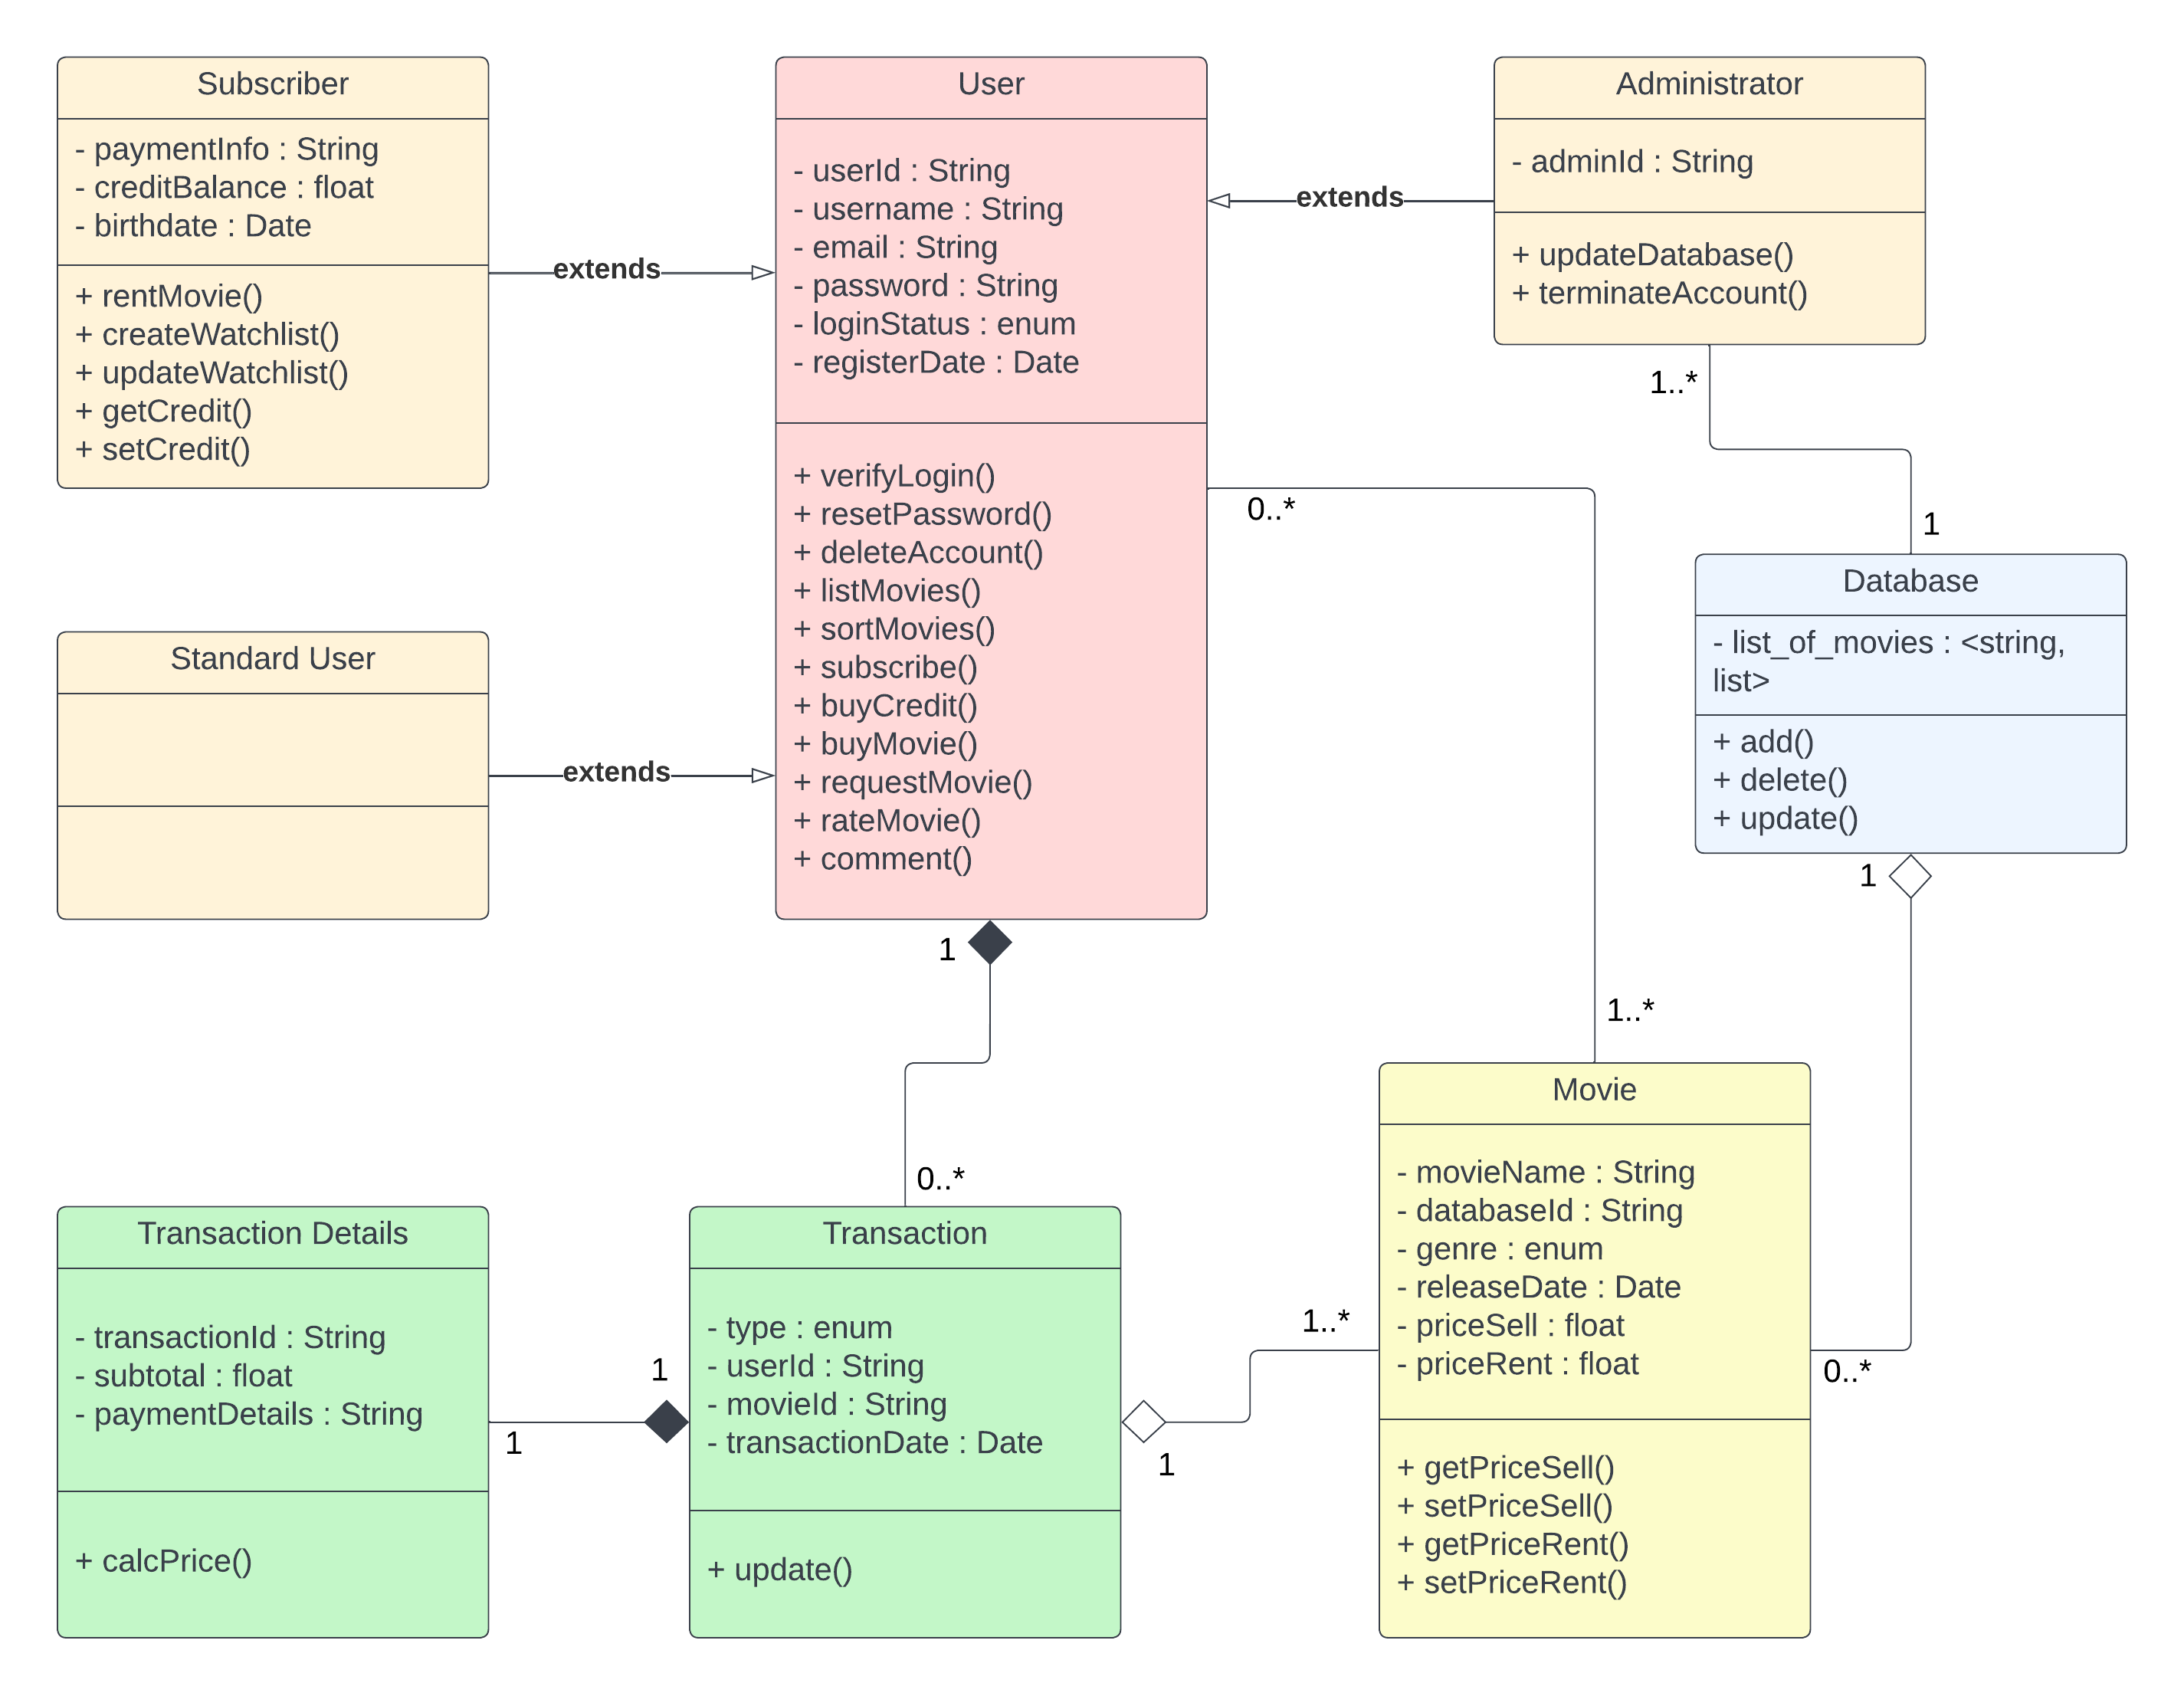 Subscriber
- paymentInfo : String
- creditBalance : float
- birthdate : Date
+ rentMovie()
+ createWatchlist()
+ updateWatchlist()
+ getCredit()
+ setCredit()
extends
User
- userId : String
- username : String
- email : String
- password : String
- loginStatus : enum
- registerDate : Date
+ verifyLogin()
+ resetPassword()
+ deleteAccount()
+ listMovies()
+ sortMovies()
+ subscribe()
+ buyCredit()
+ buyMovie()
+ requestMovie()
+ rateMovie()
+ comment()
extends
Administrator
- adminId : String
+ updateDatabase()
+ terminateAccount()
1..*
0..*
1
Standard User
extends
Database
- list_of_movies : <string,
list>
+ add()
+ delete()
+ update()
1
1
1..*
0..*
Transaction Details
- transactionId : String
- subtotal : float
- paymentDetails : String
+ calcPrice()
1
1
Transaction
- type : enum
- userId : String
- movieId : String
- transactionDate : Date
+ update()
1..*
1
Movie
- movieName : String
- databaseId : String
- genre : enum
- releaseDate : Date
- priceSell : float
- priceRent : float
+ getPriceSell()
+ setPriceSell()
+ getPriceRent()
+ setPriceRent()
0..*